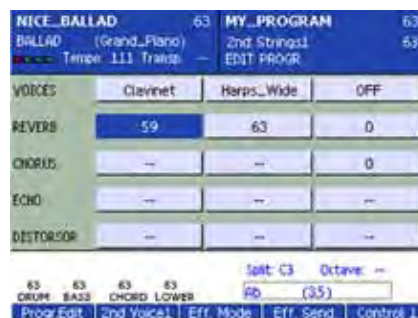 NICE_BALLAD 63 MY_PROGRAM 63
BALLAD (Grand_Piano) 2nd Strings1 63
Tempo 111 Transp. -- EDIT PROGR
VOICES Clavinet Harps_Wide OFF
REVERB 59 63 0
CHORUS -- -- 0
ECHO -- -- --
DISTORSOR -- -- --
Split: C3 Octave: --
63 63 63 63
Ab (35)
DRUM BASS CHORD LOWER
Progr.Edit 2nd Voice1 Eff. Mode Eff. Send Control